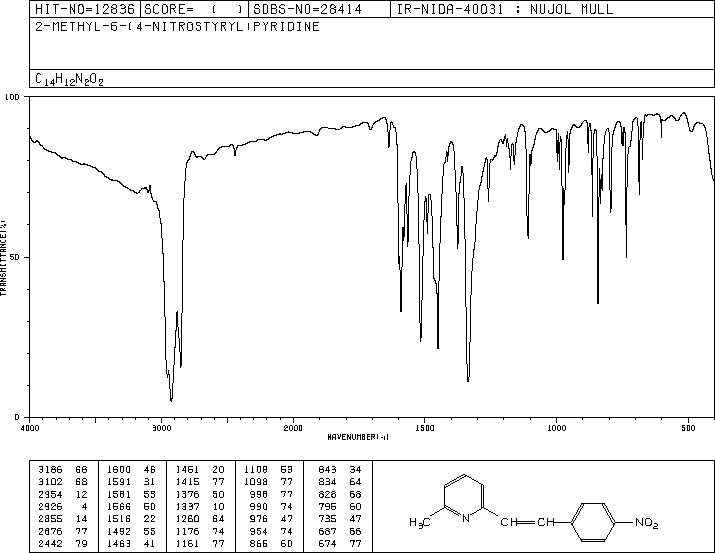 HIT-NO=12836 SCORE= ( ) SDBS-NO=28414 IR-NIDA-40031 : NUJOL MULL
2-METHYL-6-(4-NITROSTYRYL)PYRIDINE
C14H12N2O2
100
50
0
TRANSMITTANCE(%)
4000 3000 2000 1500 1000 500
WAVENUMBER(-1)
3186 66 1600 46 1451 20 1108 53 843 34
3102 68 1591 31 1415 77 1098 77 834 64
2954 12 1581 53 1376 50 998 77 826 68
2926 4 1566 50 1337 10 990 74 796 60
2855 14 1516 22 1260 64 976 47 735 47
2676 77 1492 55 1176 74 954 74 687 66
2442 79 1463 41 1161 77 866 60 674 77
H3C N CH CH NO2